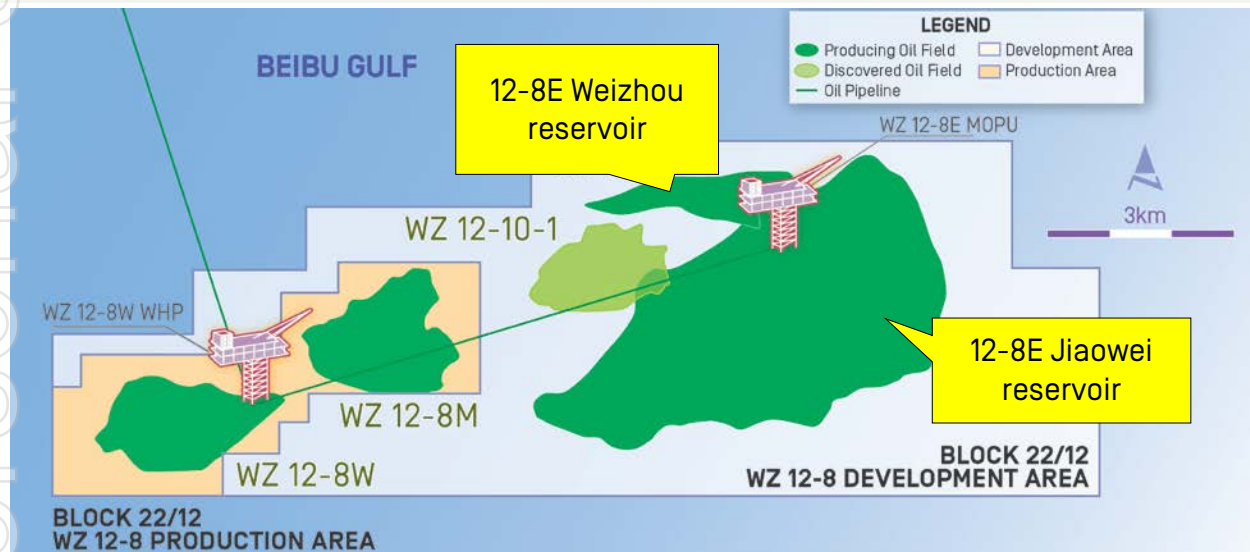 LEGEND
Producing Oil Field
Development Area
Discovered Oil Field
Production Area
Oil Pipeline
BEIBU GULF
12-8E Weizhou
reservoir
WZ 12-8E MOPU
3km
WZ 12-10-1
WZ 12-8W WHP
12-8E Jiaowei
reservoir
WZ 12-8M
WZ 12-8W
BLOCK 22/12
WZ 12-8 DEVELOPMENT AREA
BLOCK 22/12
WZ 12-8 PRODUCTION AREA